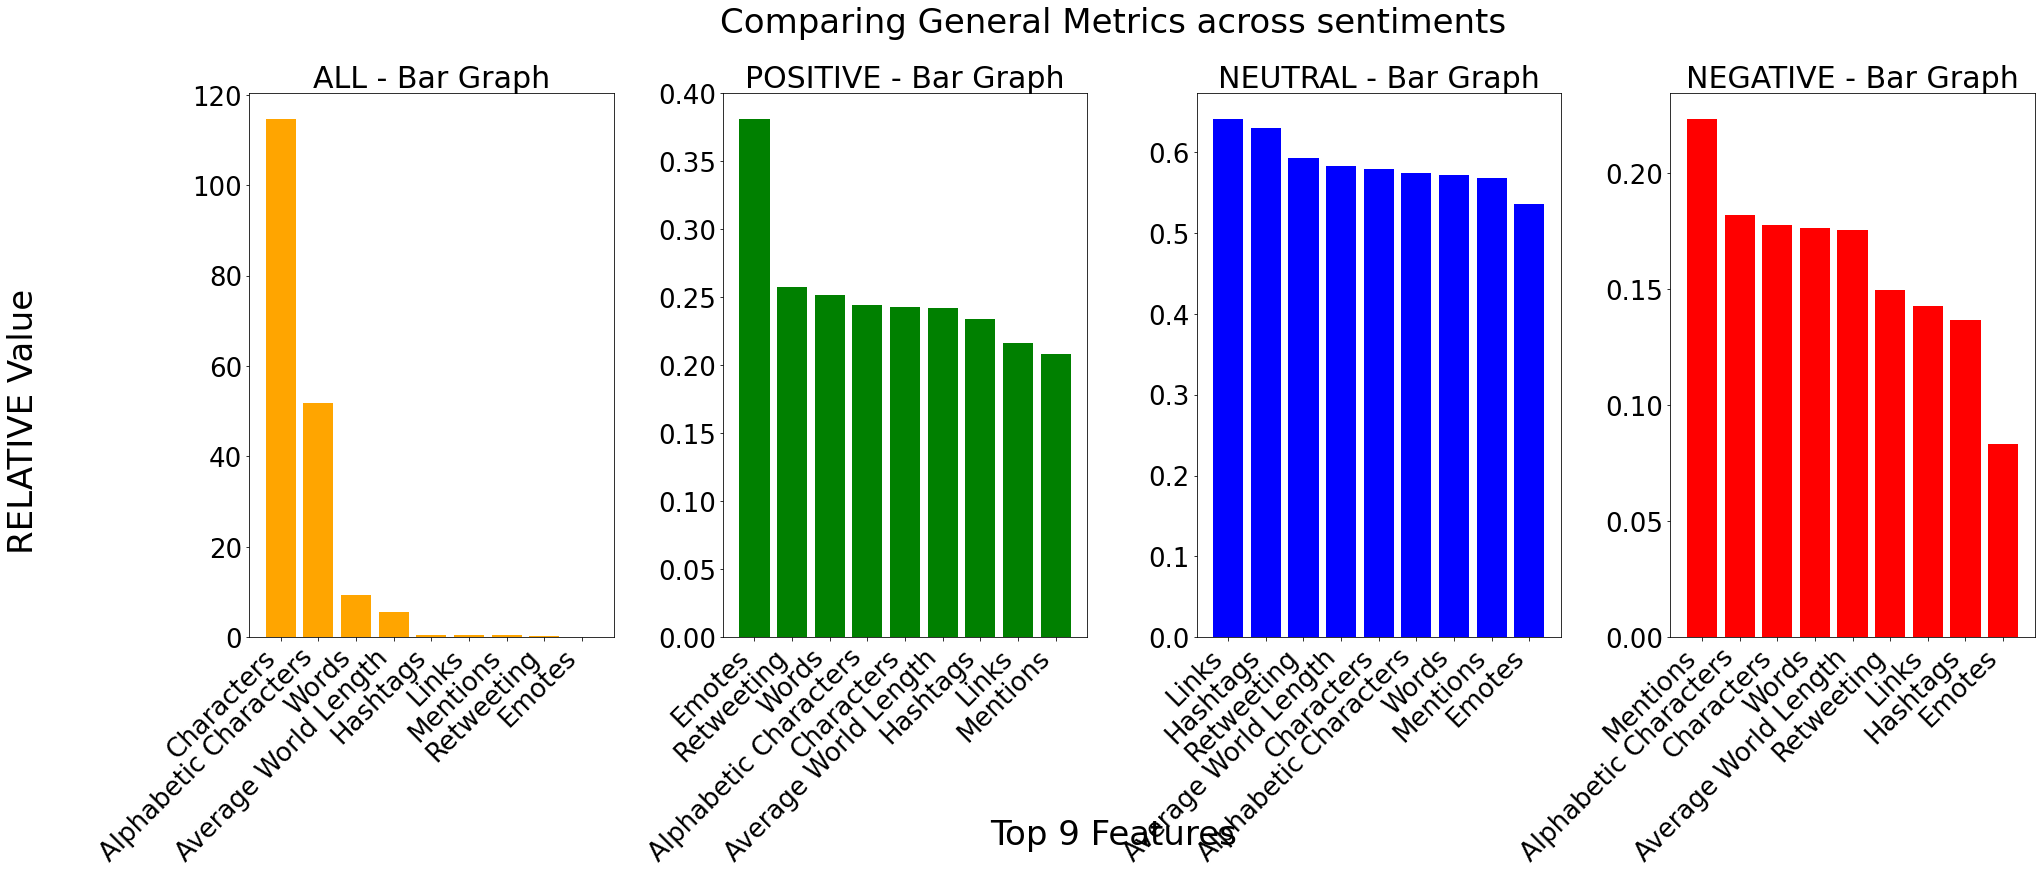 Comparing General Metrics across sentiments
RELATIVE Value
ALL - Bar Graph
120
100
80
60
40
20
0
Characters
Alphabetic Characters
Words
Average World Length
Hashtags
Links
Mentions
Retweeting
Emotes
POSITIVE - Bar Graph
0.40
0.35
0.30
0.25
0.20
0.15
0.10
0.05
0.00
Emotes
Retweeting
Words
Alphabetic Characters
Characters
Average World Length
Hashtags
Links
Mentions
NEUTRAL - Bar Graph
0.6
0.5
0.4
0.3
0.2
0.1
0.0
Links
Hashtags
Retweeting
Average World Length
Characters
Alphabetic Characters
Words
Mentions
Emotes
NEGATIVE - Bar Graph
0.20
0.15
0.10
0.05
0.00
Mentions
Alphabetic Characters
Characters
Words
Average World Length
Retweeting
Links
Hashtags
Emotes
Top 9 Features